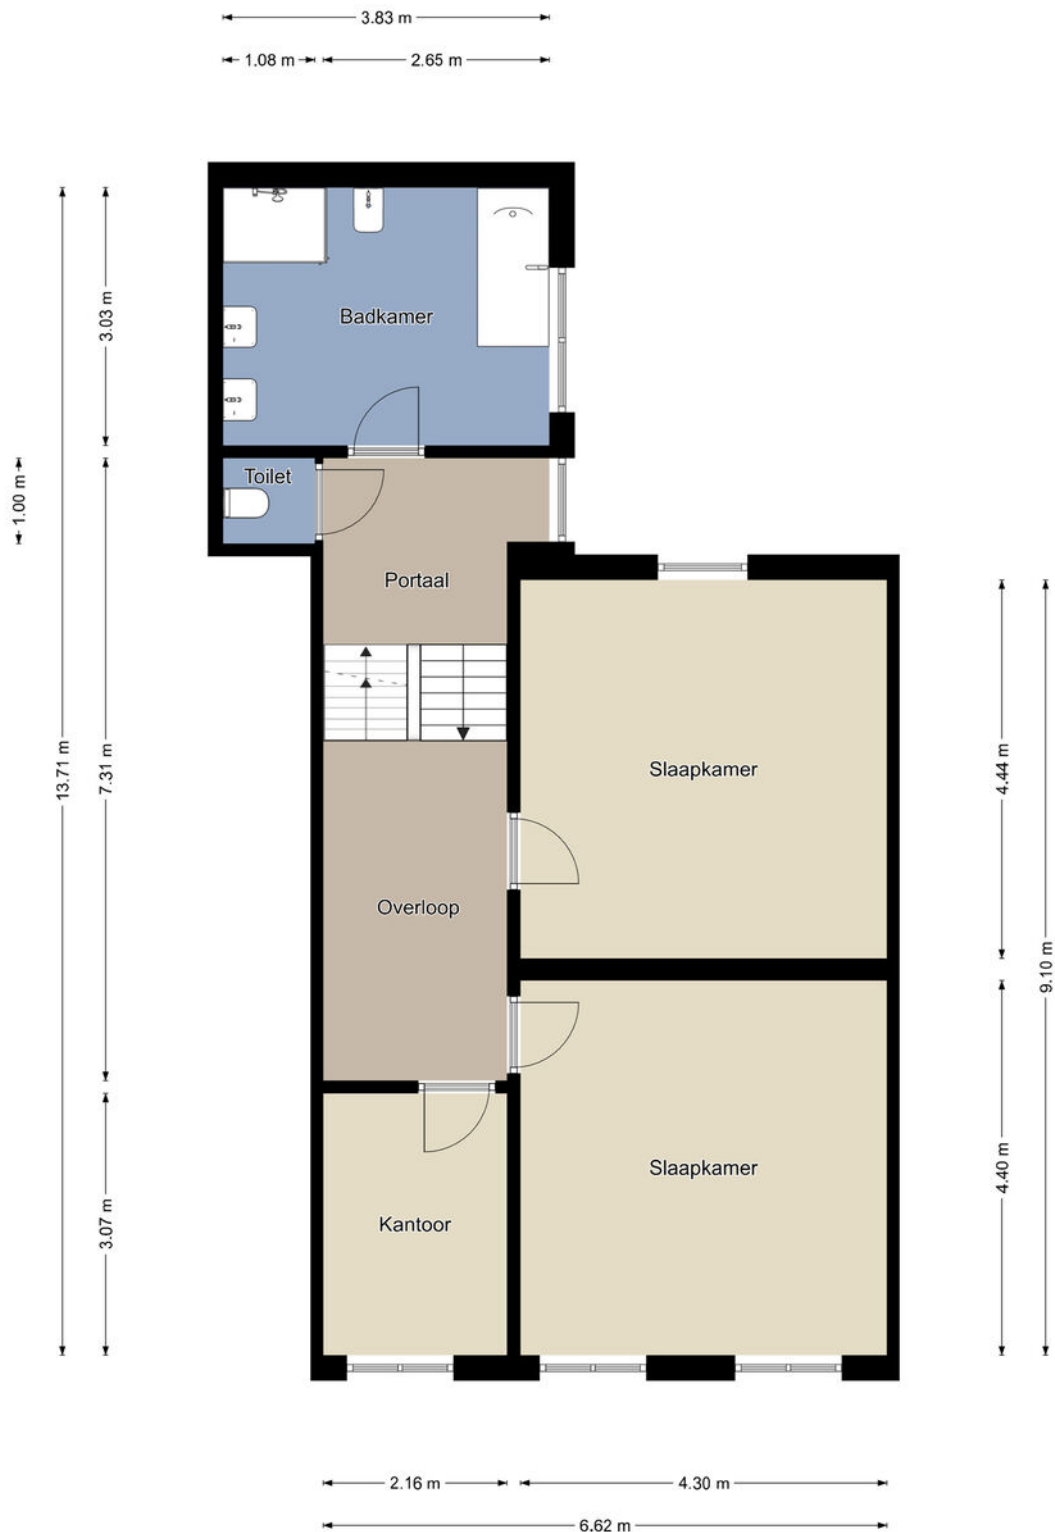 3.83 m
1.08 m
2.65 m
3.03 m
Badkamer
1.00 m
Toilet
Portaal
13.71 m
7.31 m
Slaapkamer
4.44 m
Overloop
9.10 m
Slaapkamer
4.40 m
Kantoor
3.07 m
2.16 m
4.30 m
6.62 m